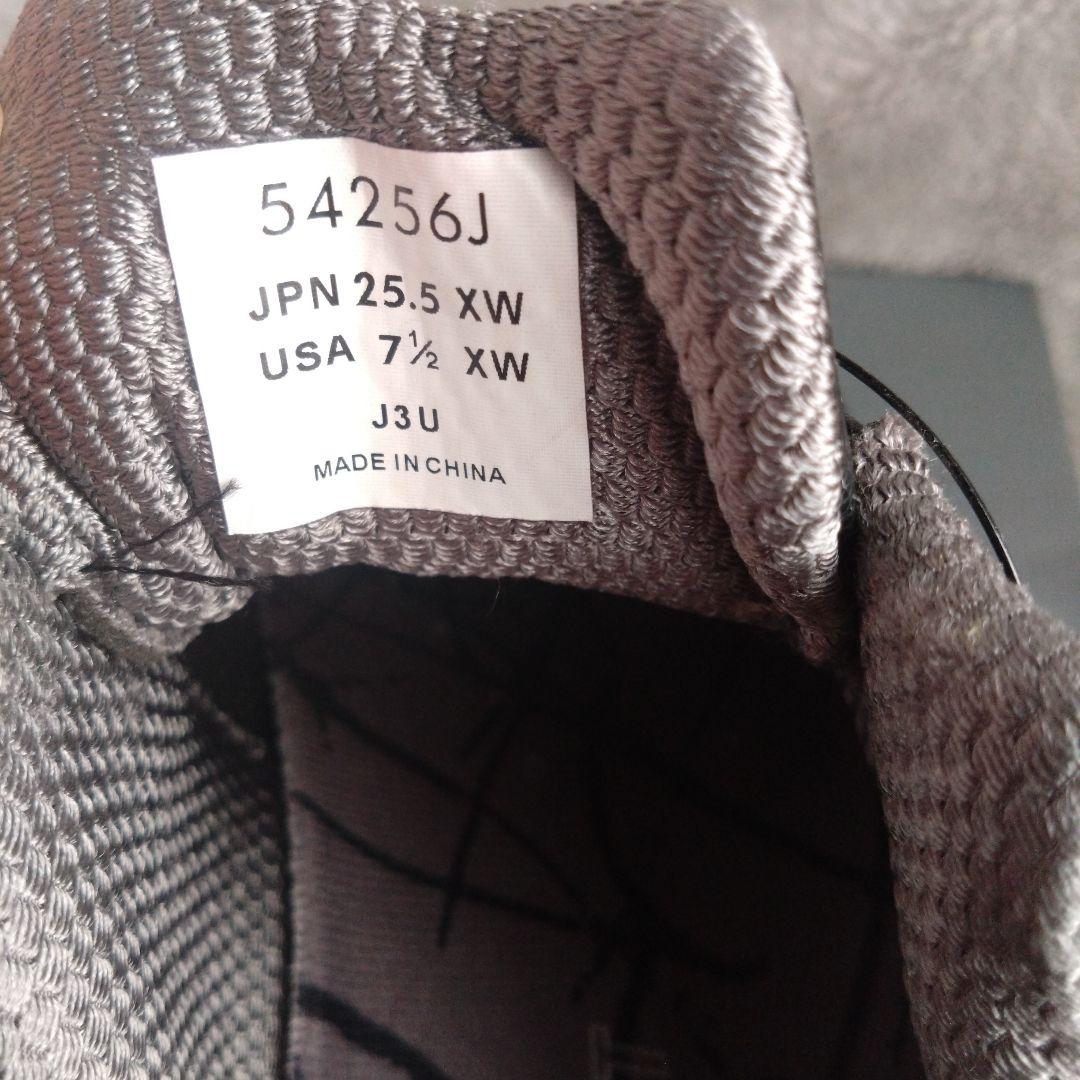 54256J
JPN 25.5 XW
USA 7½ XW
J3U
MADE IN CHINA